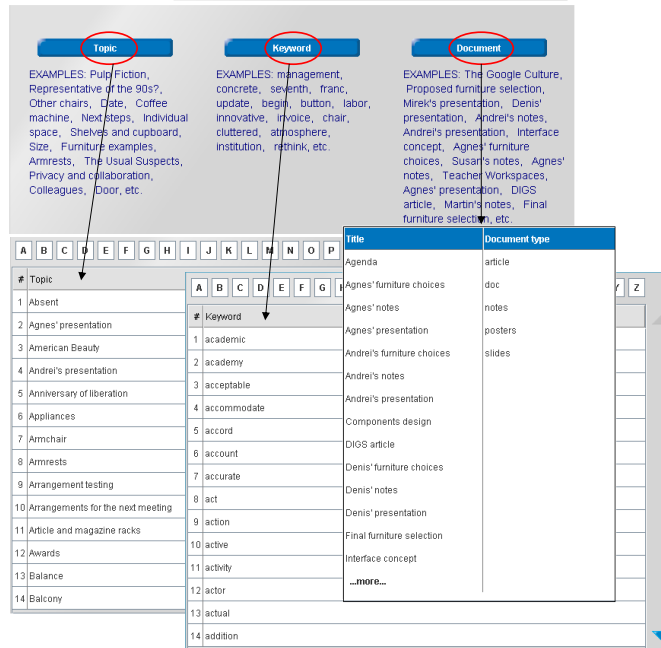 Topic
EXAMPLES: Pulp Fiction,
Representative of the 90s?,
Other chairs, Date, Coffee
machine, Next steps, Individual
space, Shelves and cupboard,
Size, Furniture examples,
Armrests, The Usual Suspects,
Privacy and collaboration,
Colleagues, Door, etc.
Keyword
EXAMPLES: management,
concrete, seventh, franc,
update, begin, button, labor,
innovative, invoice, chair,
cluttered, atmosphere,
institution, rethink, etc.
Document
EXAMPLES: The Google Culture,
Proposed furniture selection,
Mirek's presentation, Denis'
presentation, Andrei's notes,
Andrei's presentation, Interface
concept, Agnes' furniture
choices, Susan's notes, Agnes'
notes, Teacher Workspaces,
Agnes' presentation, DIGS
article, Martin's notes, Final
furniture selection, etc.
A B C D E F G H I J K L M N O P
# Topic
1 Absent
2 Agnes' presentation
3 American Beauty
4 Andrei's presentation
5 Anniversary of liberation
6 Appliances
7 Armchair
8 Armrests
9 Arrangement testing
10 Arrangements for the next meeting
11 Article and magazine racks
12 Awards
13 Balance
14 Balcony
A B C D E F G Y Z
# Keyword
1 academic
2 academy
3 acceptable
4 accommodate
5 accord
6 account
7 accurate
8 act
9 action
10 active
11 activity
12 actor
13 actual
14 addition
Title Document type
Agenda article
Agnes' furniture choices doc
Agnes' notes notes
Agnes' presentation posters
Andrei's furniture choices slides
Andrei's notes
Andrei's presentation
Components design
DIGS article
Denis' furniture choices
Denis' notes
Denis' presentation
Final furniture selection
Interface concept
...more...